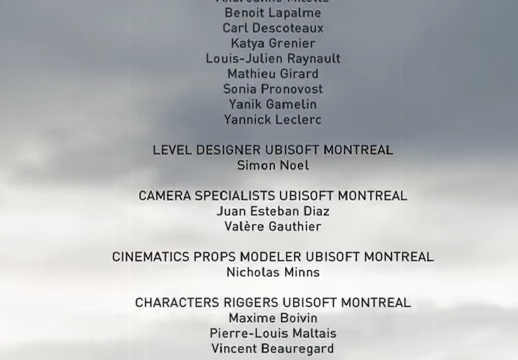 Benoit Lapalme
Carl Descoteaux
Katya Grenier
Louis-Julien Raynault
Mathieu Girard
Sonia Pronovost
Yanik Gamelin
Yannick Leclerc
LEVEL DESIGNER UBISOFT MONTREAL
Simon Noel
CAMERA SPECIALISTS UBISOFT MONTREAL
Juan Esteban Diaz
Valère Gauthier
CINEMATICS PROPS MODELER UBISOFT MONTREAL
Nicholas Minns
CHARACTERS RIGGERS UBISOFT MONTREAL
Maxime Boivin
Pierre-Louis Maltais
Vincent Beauregard